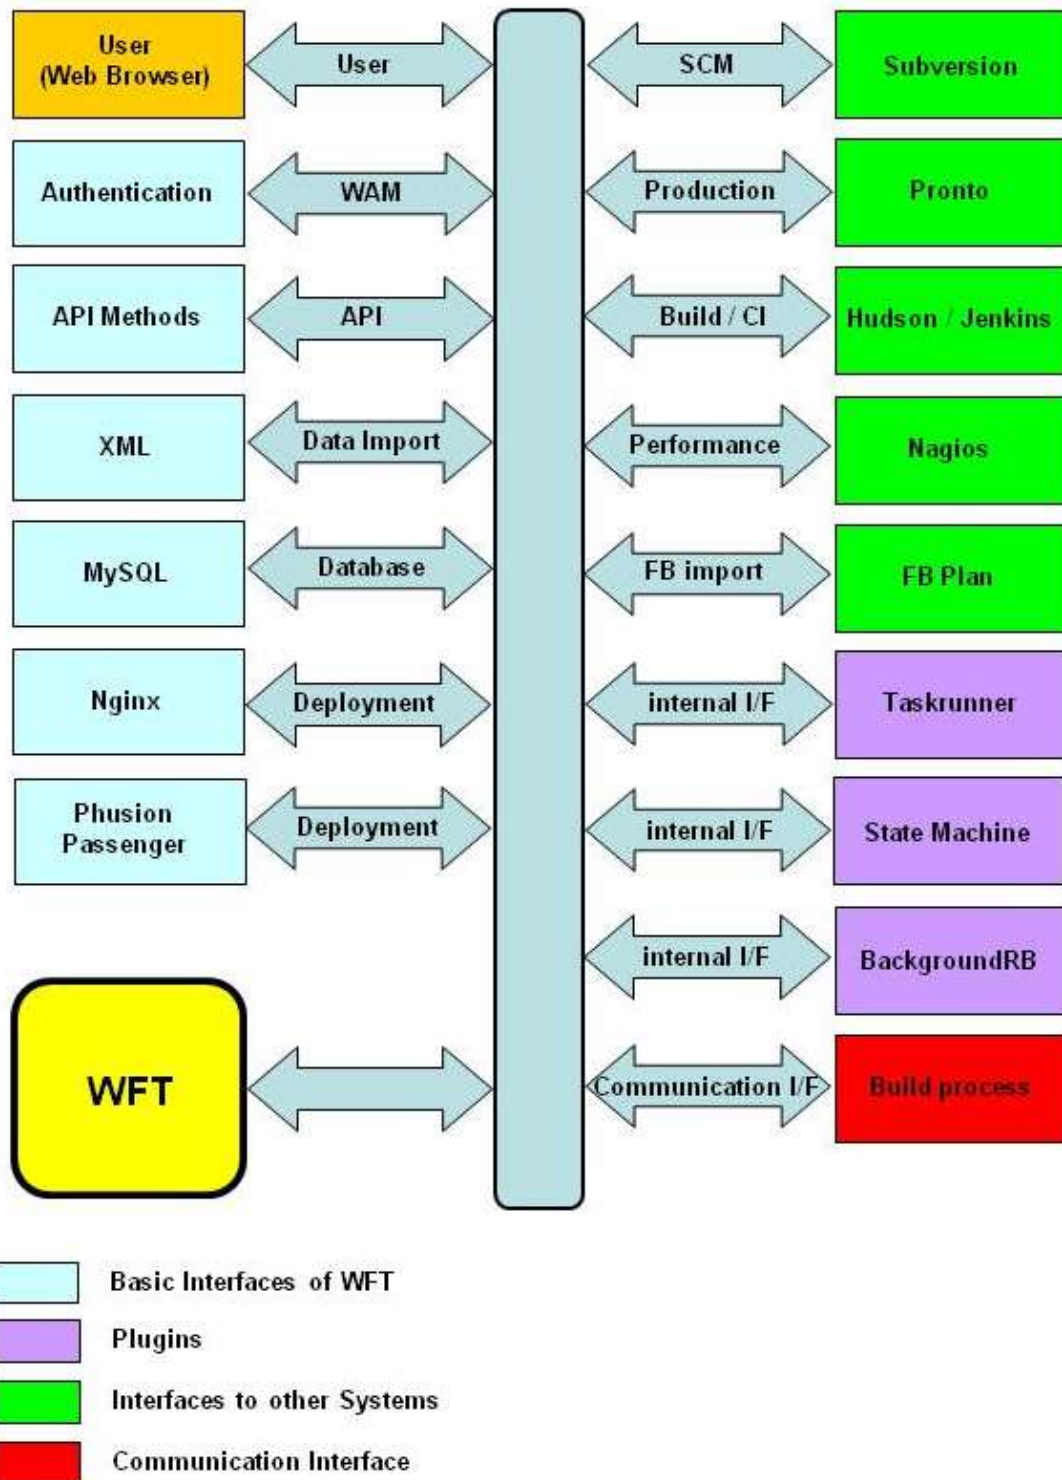 User
(Web Browser)
User
SCM
Subversion
Authentication
WAM
Production
Pronto
API Methods
API
Build / CI
Hudson / Jenkins
XML
Data Import
Performance
Nagios
MySQL
Database
FB import
FB Plan
Nginx
Deployment
internal I/F
Taskrunner
Phusion
Passenger
Deployment
internal I/F
State Machine
internal I/F
BackgroundRB
WFT
Communication I/F
Build process
Basic Interfaces of WFT
Plugins
Interfaces to other Systems
Communication Interface